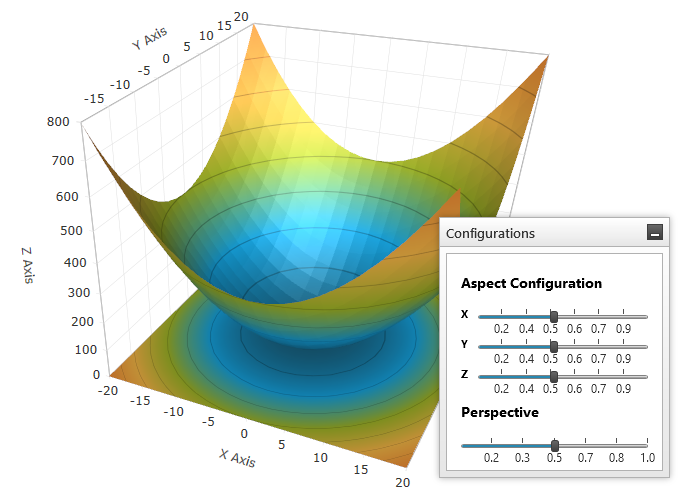 Y Axis
20
15
10
5
0
-5
-10
-15
800
700
600
500
400
300
200
100
0
Z Axis
-20
-15
-10
-5
0
5
10
15
20
X Axis
Configurations
Aspect Configuration
X
0.2 0.4 0.5 0.6 0.7 0.9
Y
0.2 0.4 0.5 0.6 0.7 0.9
Z
0.2 0.4 0.5 0.6 0.7 0.9
Perspective
0.2 0.3 0.5 0.7 0.8 1.0